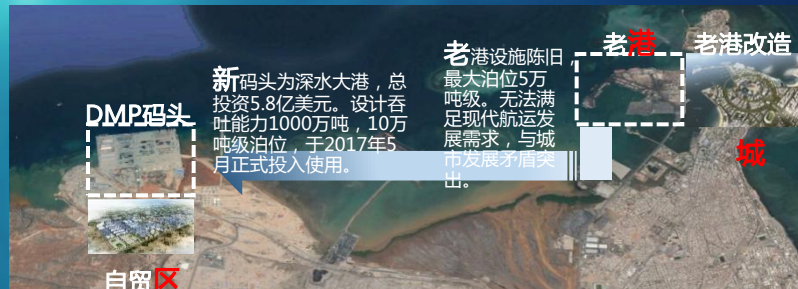 老港
老港改造
老港设施陈旧，
最大泊位5万
吨级。无法满
足现代航运发
展需求，与城
市发展矛盾突
出。
新码头为深水大港，总
投资5.8亿美元。设计吞
吐能力1000万吨，10万
吨级泊位，于2017年5
月正式投入使用。
DMP码头
城
自贸区